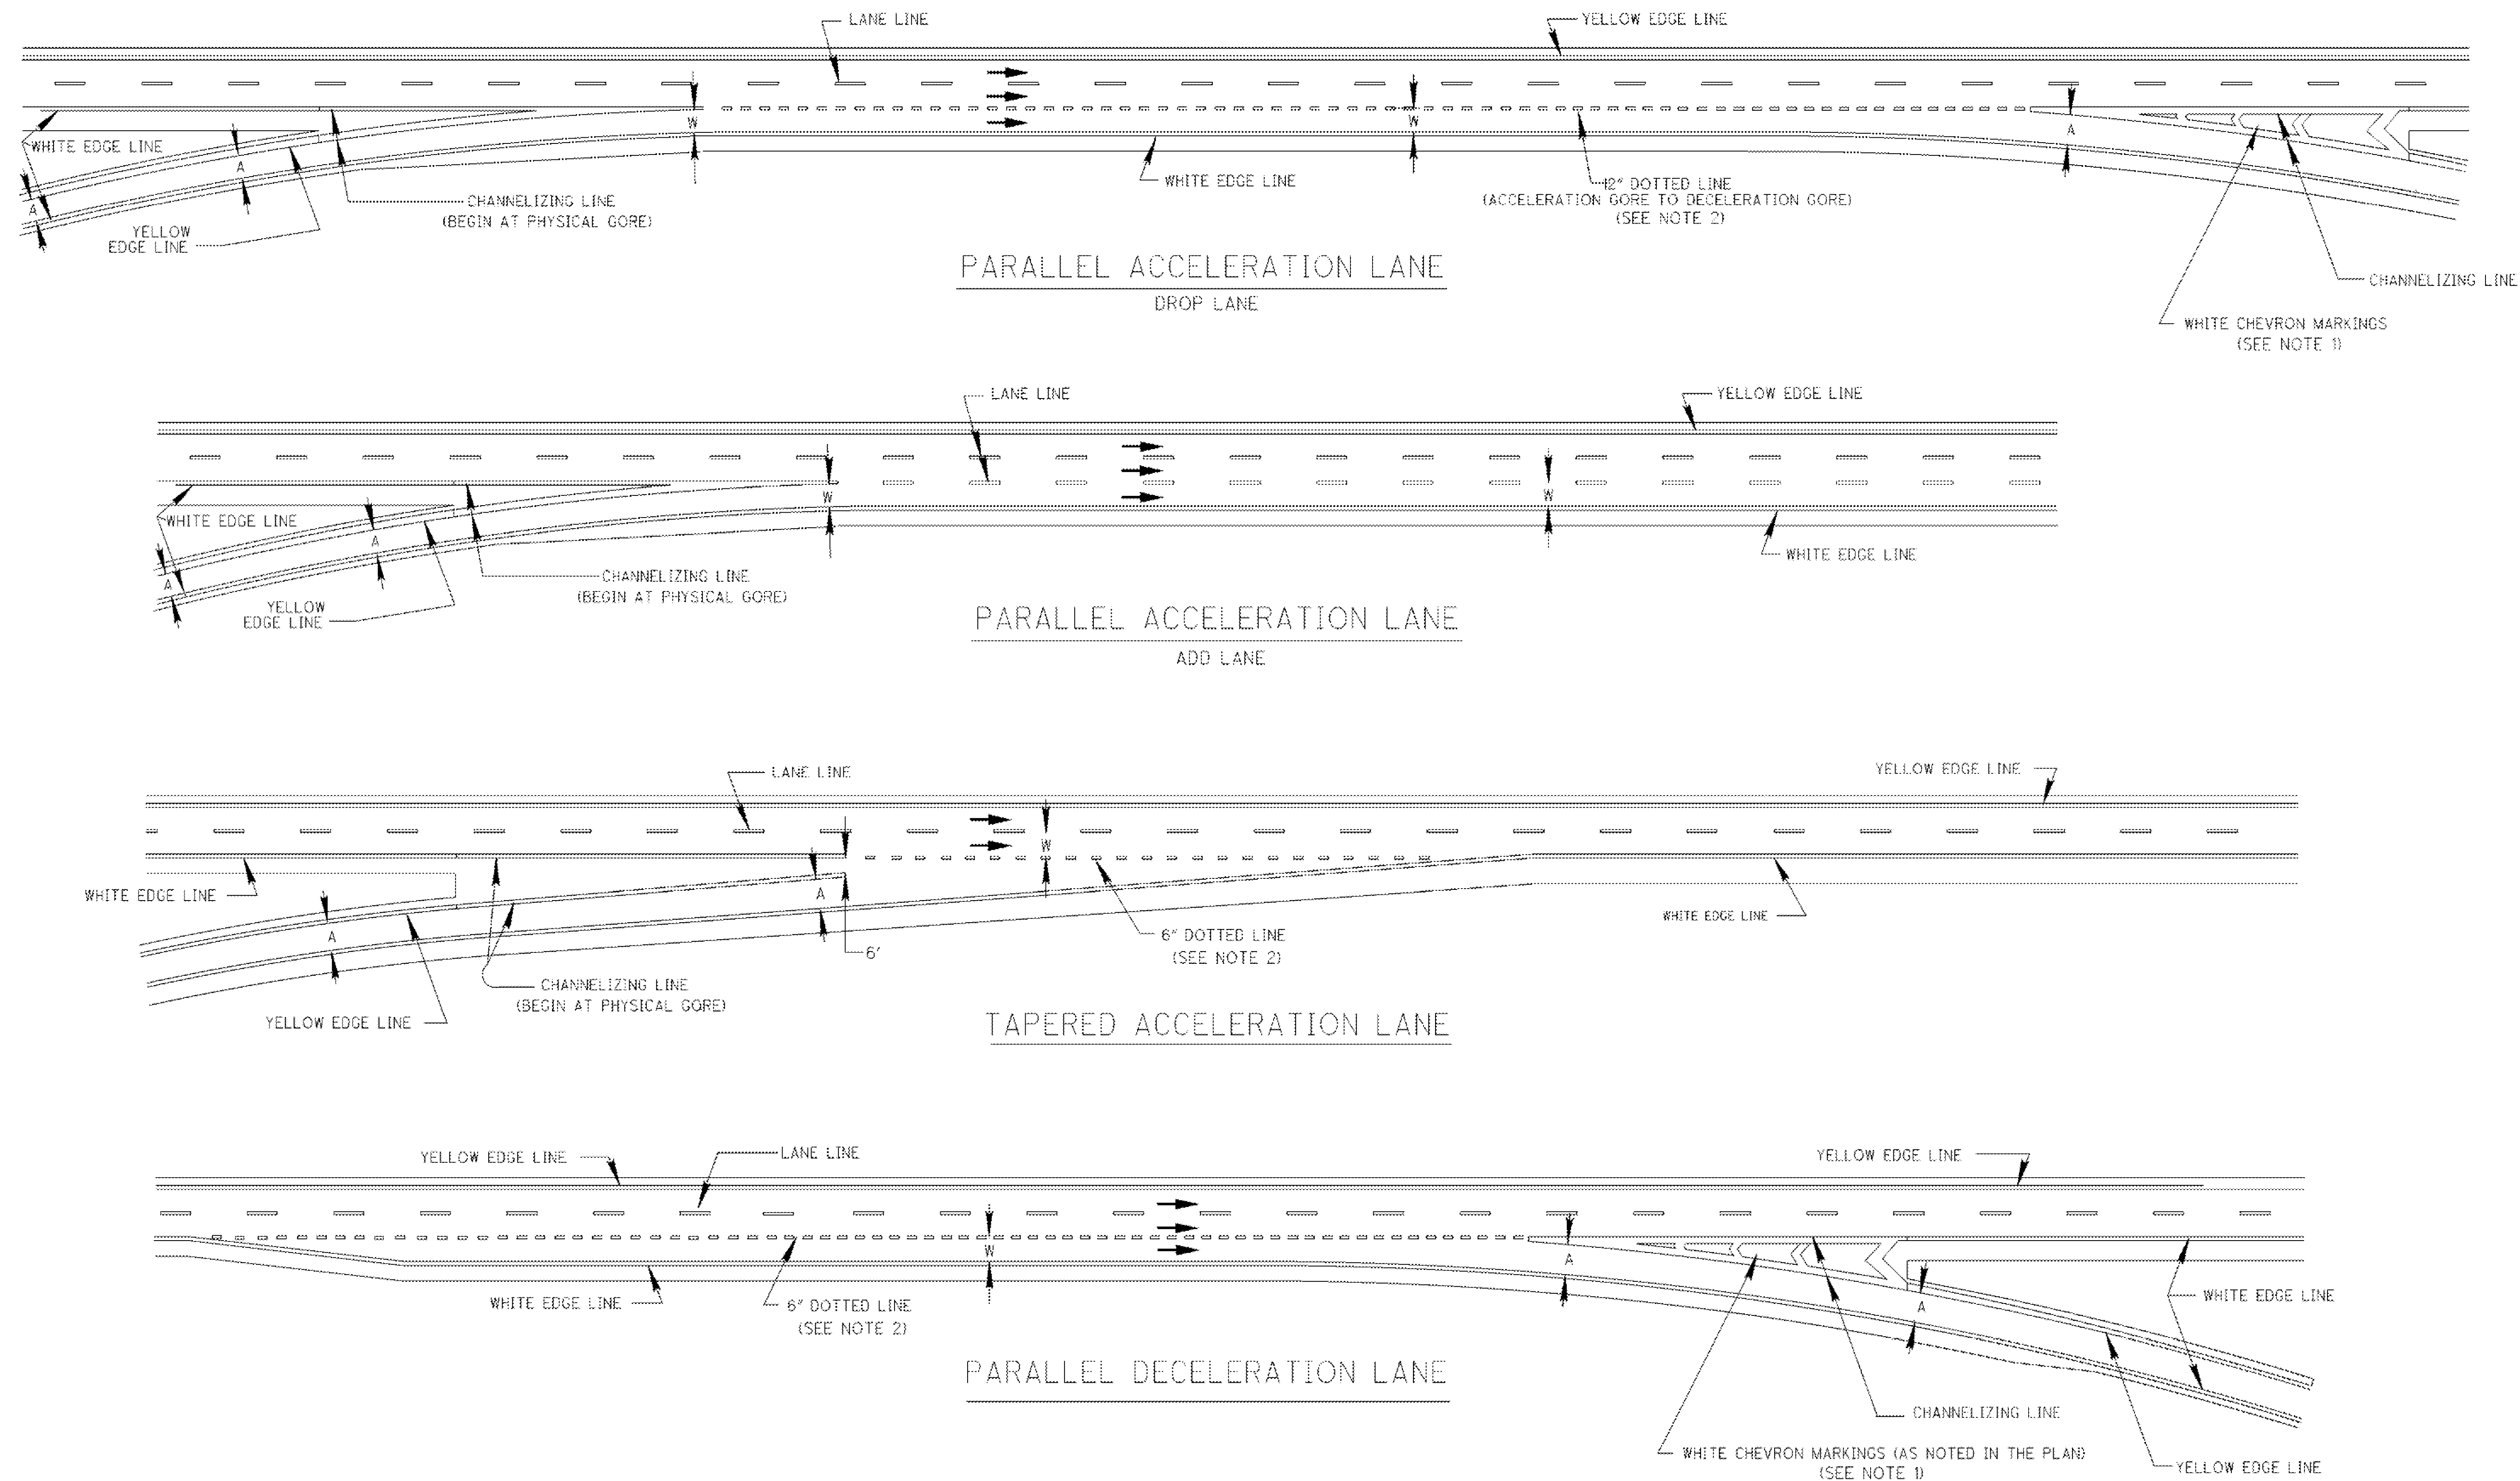 LANE LINE
YELLOW EDGE LINE
W
W
A
WHITE EDGE LINE
A
A
WHITE EDGE LINE
12" DOTTED LINE
(ACCELERATION GORE TO DECELERATION GORE)
(SEE NOTE 2)
CHANNELIZING LINE
(BEGIN AT PHYSICAL GORE)
YELLOW
EDGE LINE
PARALLEL ACCELERATION LANE
DROP LANE
CHANNELIZING LINE
WHITE CHEVRON MARKINGS
(SEE NOTE 1)
LANE LINE
YELLOW EDGE LINE
W
W
WHITE EDGE LINE
A
A
WHITE EDGE LINE
CHANNELIZING LINE
(BEGIN AT PHYSICAL GORE)
YELLOW
EDGE LINE
PARALLEL ACCELERATION LANE
ADD LANE
LANE LINE
YELLOW EDGE LINE
W
WHITE EDGE LINE
A
A
WHITE EDGE LINE
6" DOTTED LINE
(SEE NOTE 2)
6'
CHANNELIZING LINE
(BEGIN AT PHYSICAL GORE)
YELLOW EDGE LINE
TAPERED ACCELERATION LANE
YELLOW EDGE LINE
LANE LINE
YELLOW EDGE LINE
W
A
A
WHITE EDGE LINE
WHITE EDGE LINE
6" DOTTED LINE
(SEE NOTE 2)
PARALLEL DECELERATION LANE
CHANNELIZING LINE
WHITE CHEVRON MARKINGS (AS NOTED IN THE PLAN)
(SEE NOTE 1)
YELLOW EDGE LINE